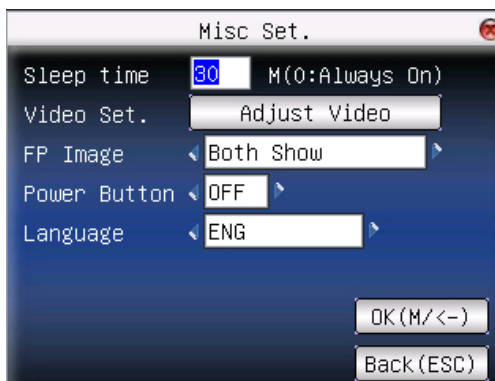 Misc Set.
Sleep time 30 M(0:Always On)
Video Set. Adjust Video
FP Image Both Show
Power Button OFF
Language ENG
OK(M/<-)
Back(ESC)